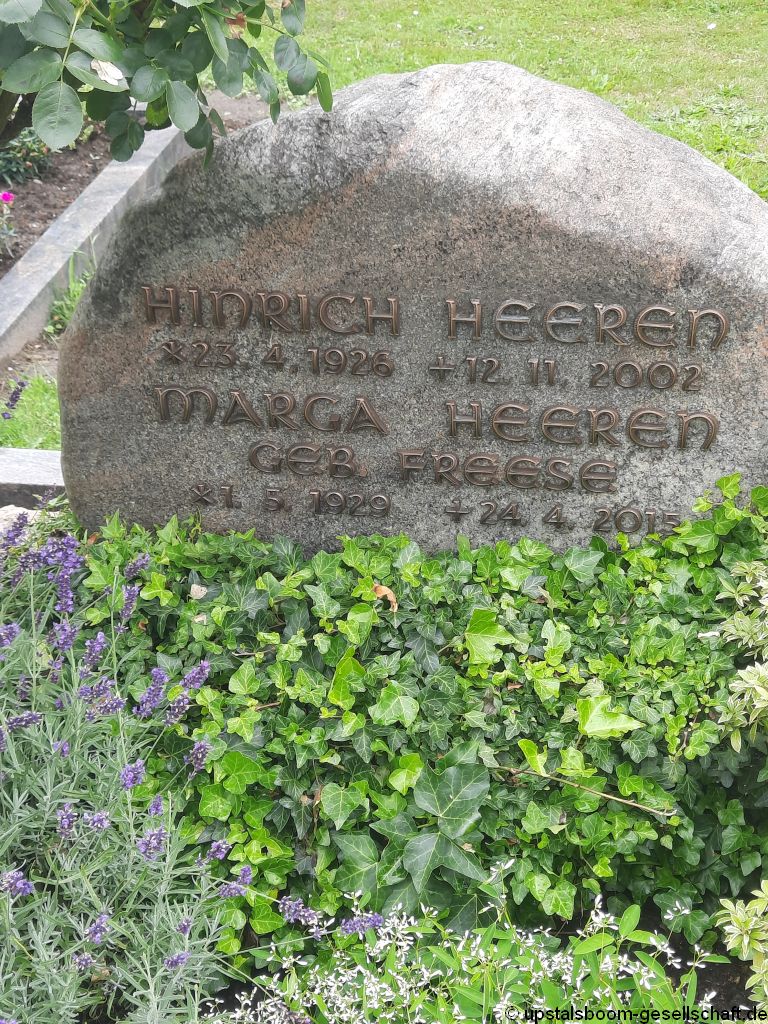 HINRICH HEEREN
*23. 4. 1926 +12. 11. 2002
MARGA HEEREN
GEB. FREESE
*1. 5. 1929 +24. 4. 2015
© upstalsboom-gesellschaft.de